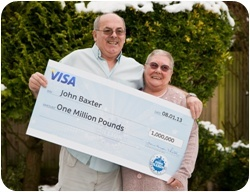 VISA
08.01.13
John Baxter
One Million Pounds
1,000,000